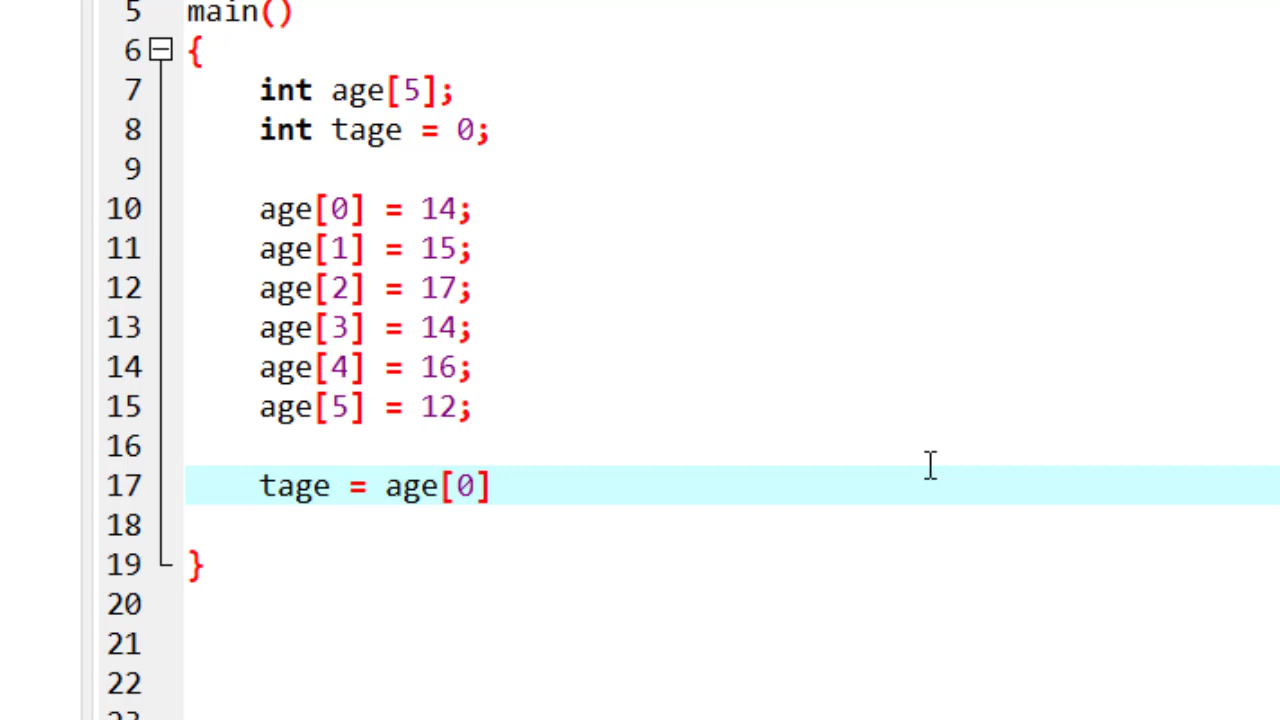 5 main()
6 {
7 int age[5];
8 int tage = 0;
9
10 age[0] = 14;
11 age[1] = 15;
12 age[2] = 17;
13 age[3] = 14;
14 age[4] = 16;
15 age[5] = 12;
16
17 tage = age[0]
18
19 }
20
21
22